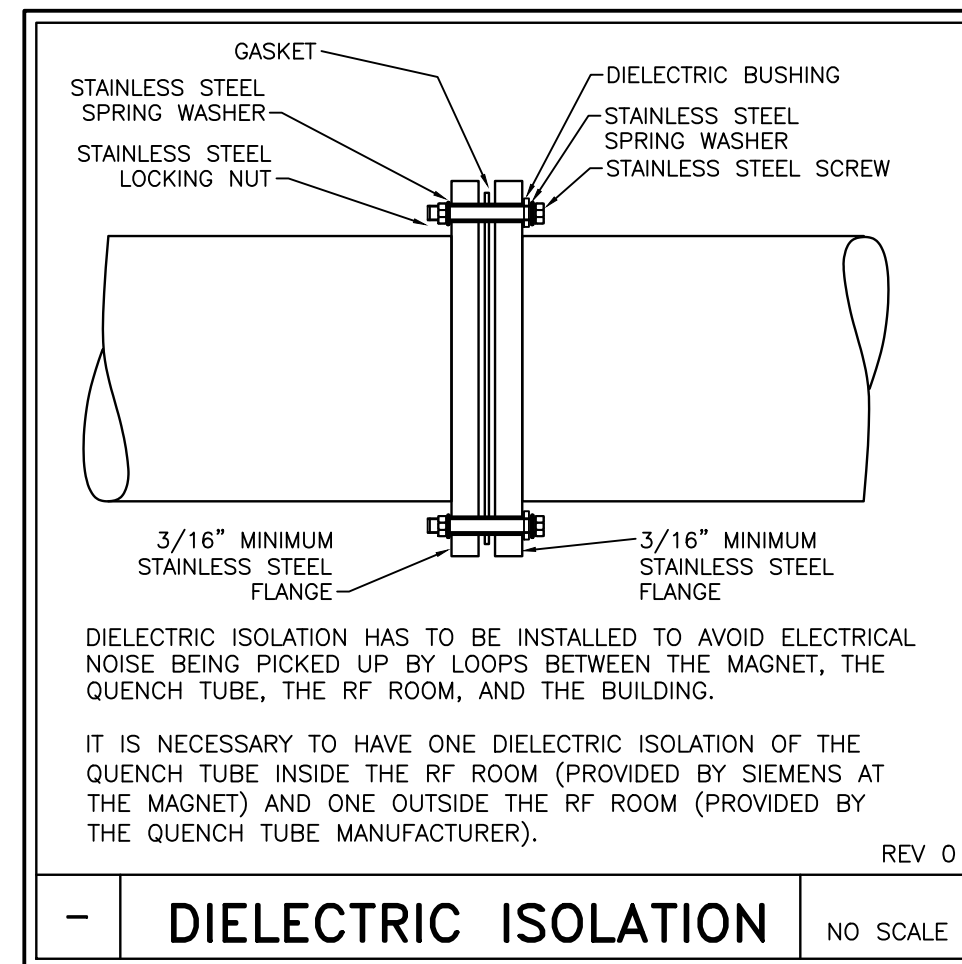 GASKET
STAINLESS STEEL
SPRING WASHER
STAINLESS STEEL
LOCKING NUT
DIELECTRIC BUSHING
STAINLESS STEEL
SPRING WASHER
STAINLESS STEEL SCREW
3/16" MINIMUM
STAINLESS STEEL
FLANGE
3/16" MINIMUM
STAINLESS STEEL
FLANGE
DIELECTRIC ISOLATION HAS TO BE INSTALLED TO AVOID ELECTRICAL
NOISE BEING PICKED UP BY LOOPS BETWEEN THE MAGNET, THE
QUENCH TUBE, THE RF ROOM, AND THE BUILDING.
IT IS NECESSARY TO HAVE ONE DIELECTRIC ISOLATION OF THE
QUENCH TUBE INSIDE THE RF ROOM (PROVIDED BY SIEMENS AT
THE MAGNET) AND ONE OUTSIDE THE RF ROOM (PROVIDED BY
THE QUENCH TUBE MANUFACTURER).
REV 0
-
DIELECTRIC ISOLATION
NO SCALE